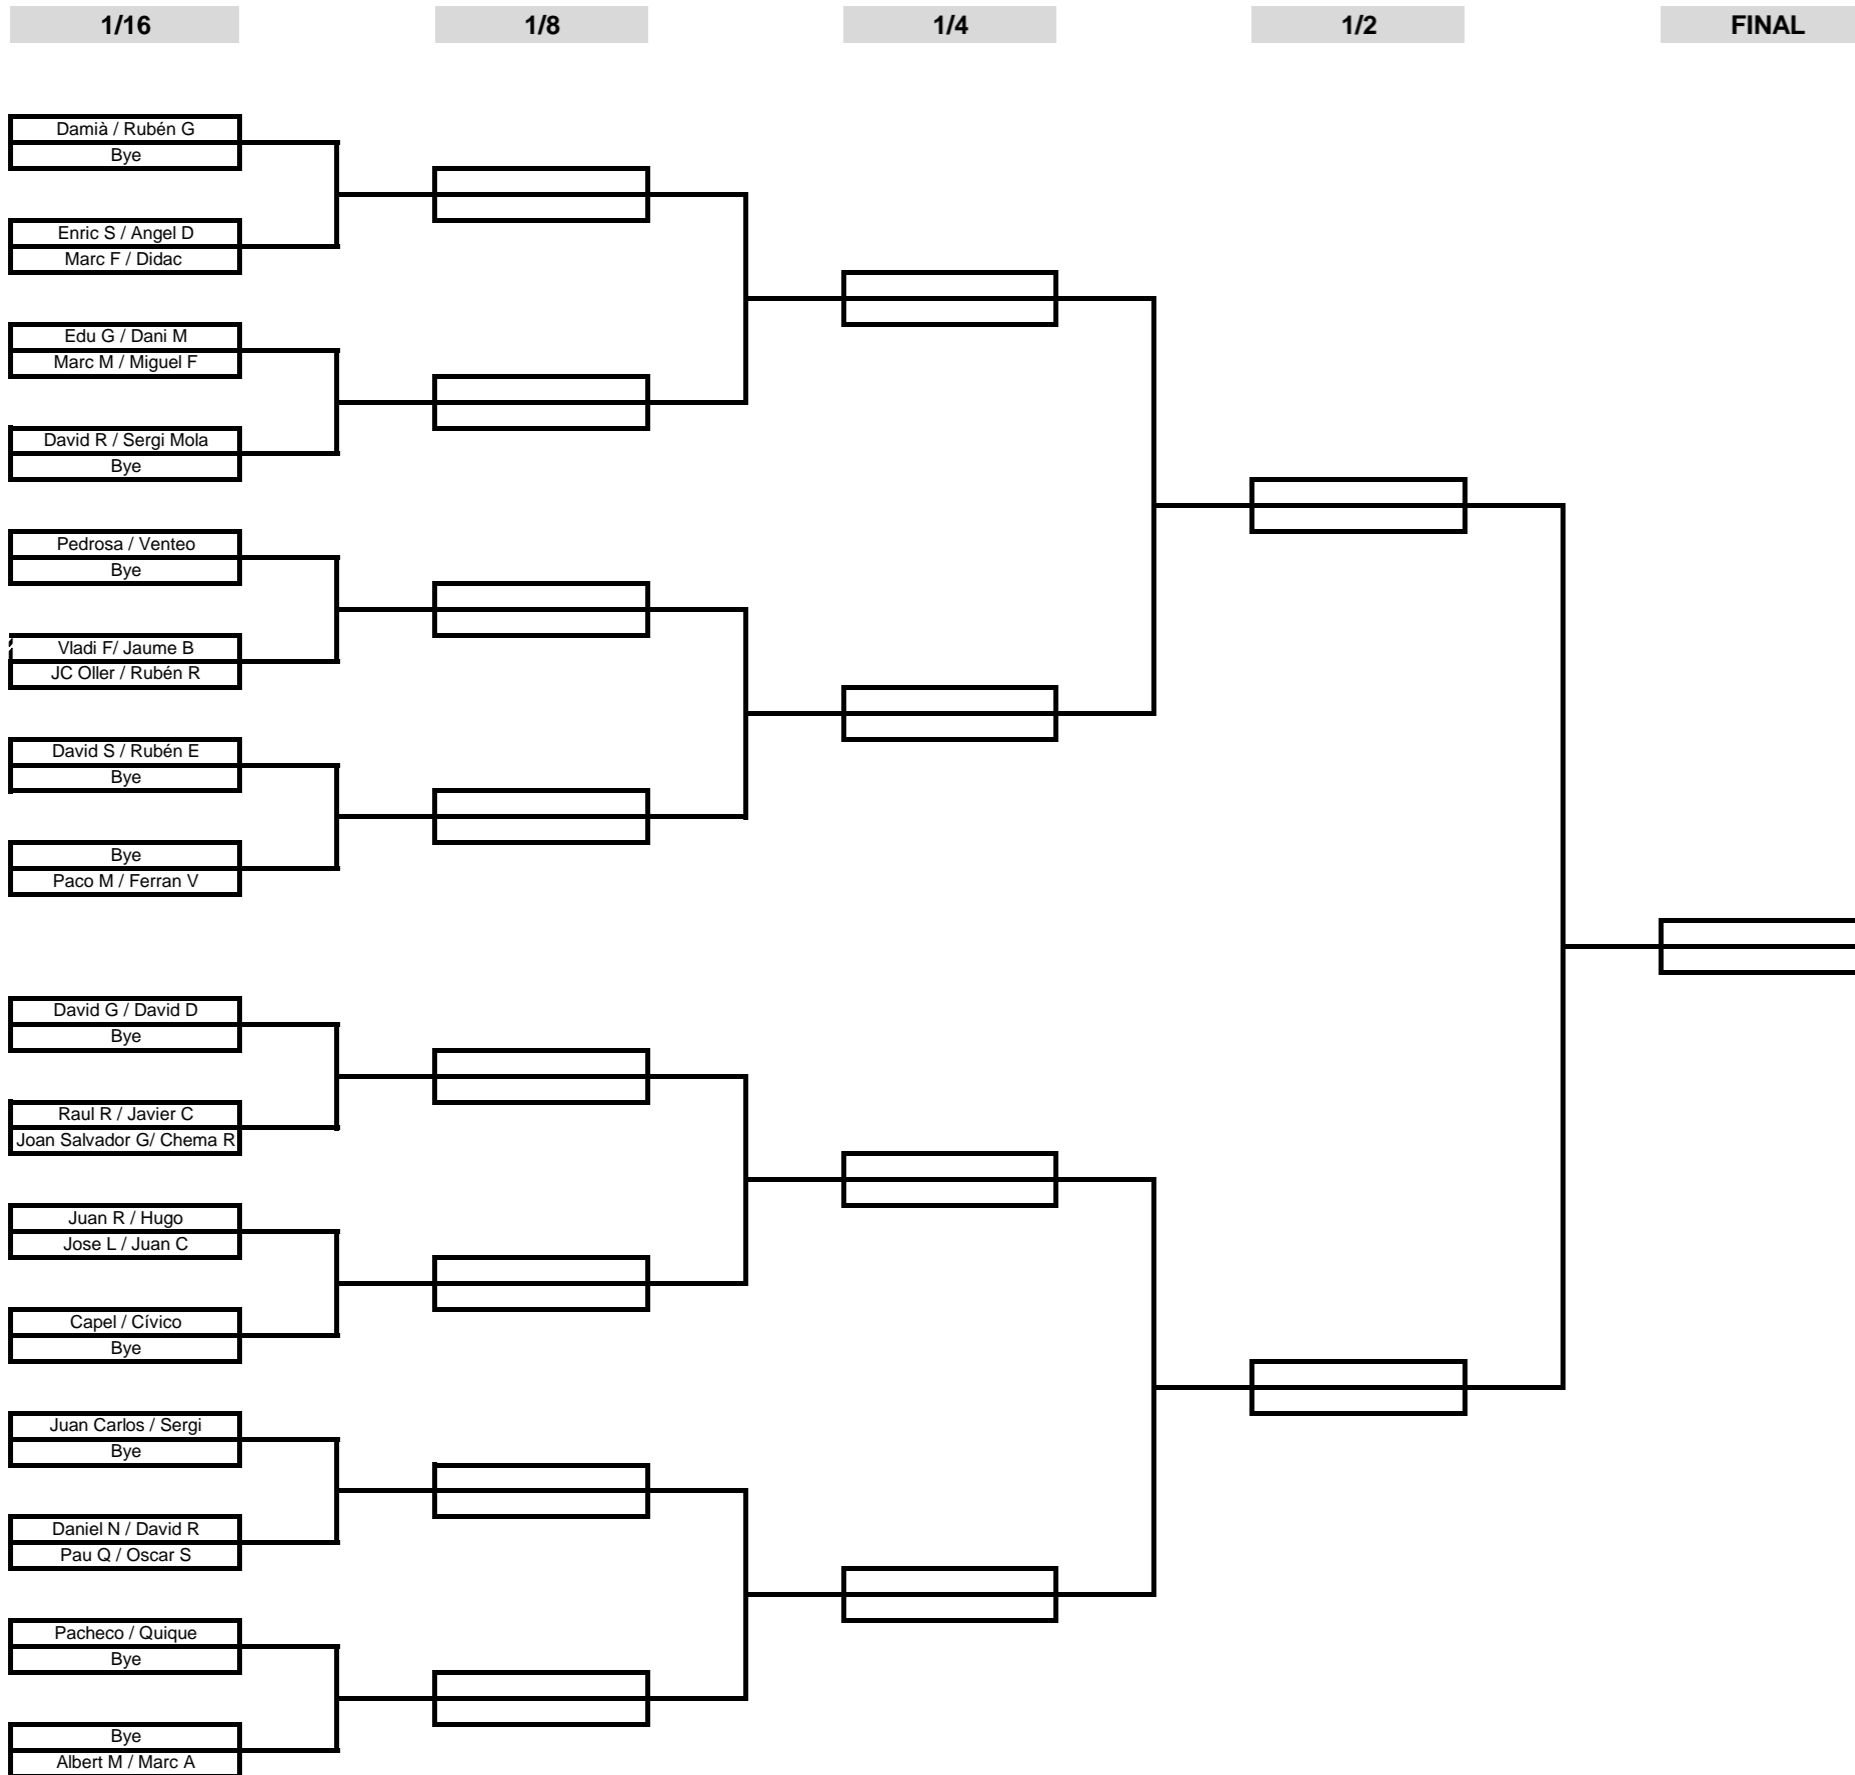 1/16 1/8 1/4 1/2 FINAL
Damià / Rubén G
Bye
Enric S / Angel D
Marc F / Didac
Edu G / Dani M
Marc M / Miguel F
David R / Sergi Mola
Bye
Pedrosa / Venteo
Bye
Vladi F/ Jaume B
JC Oller / Rubén R
David S / Rubén E
Bye
Bye
Paco M / Ferran V
David G / David D
Bye
Raul R / Javier C
Joan Salvador G/ Chema R
Juan R / Hugo
Jose L / Juan C
Capel / Cívico
Bye
Juan Carlos / Sergi
Bye
Daniel N / David R
Pau Q / Oscar S
Pacheco / Quique
Bye
Bye
Albert M / Marc A